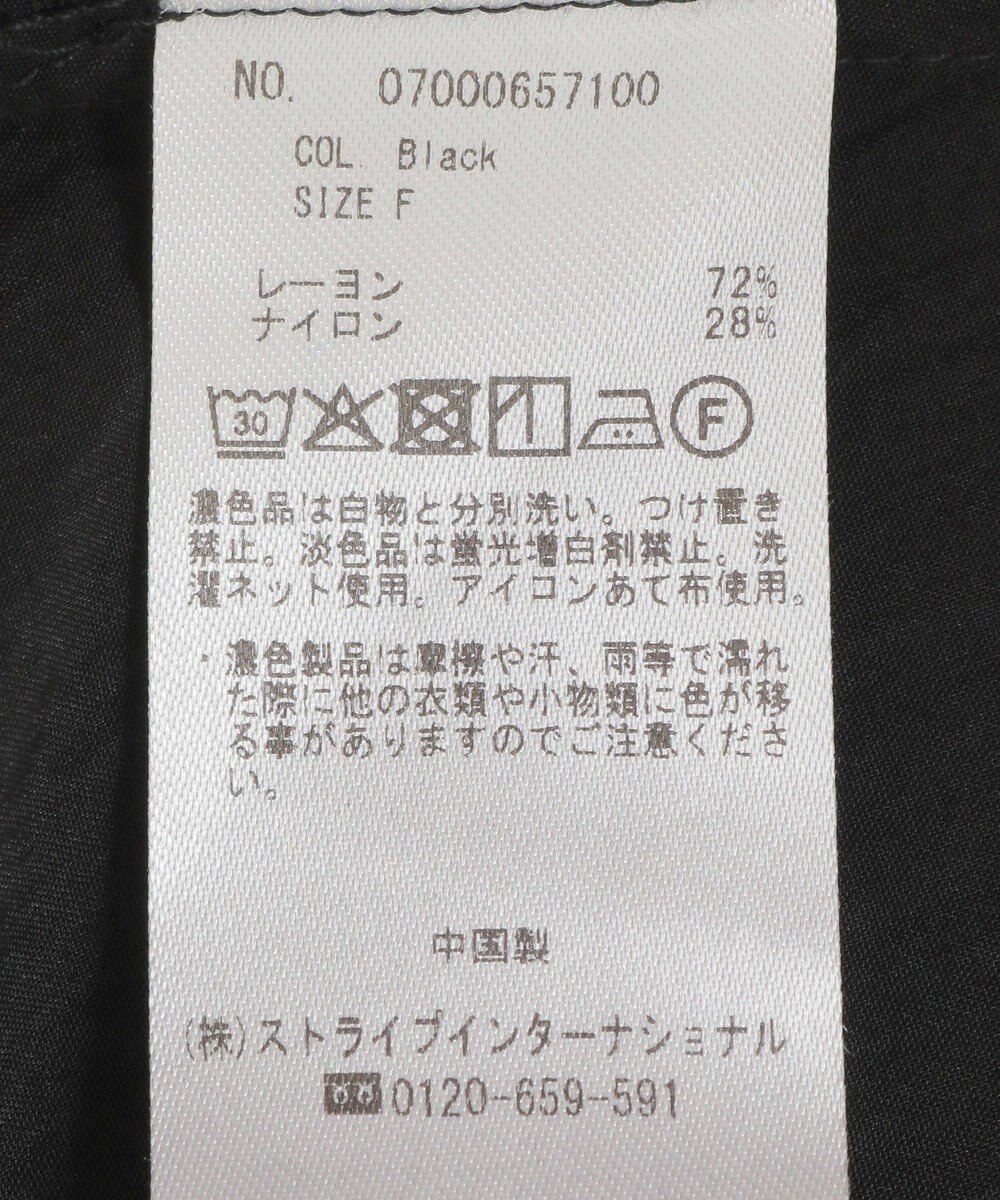 NO. 07000657100
COL. Black
SIZE F
レーヨン 72%
ナイロン 28%
30 F
濃色品は白物と分別洗い。つけ置き
禁止。淡色品は蛍光増白剤禁止。洗
濯ネット使用。アイロンあて布使用。
・濃色製品は摩擦や汗、雨等で濡れ
た際に他の衣類や小物類に色が移
る事がありますのでご注意くださ
い。
中国製
(株)ストライプインターナショナル
0120-659-591